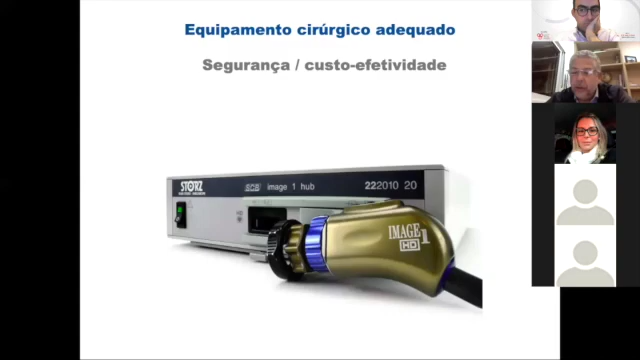 Equipamento cirúrgico adequado
Segurança / custo-efetividade
STORZ
SCB image 1 hub
222010 20
IMAGE 1
HD